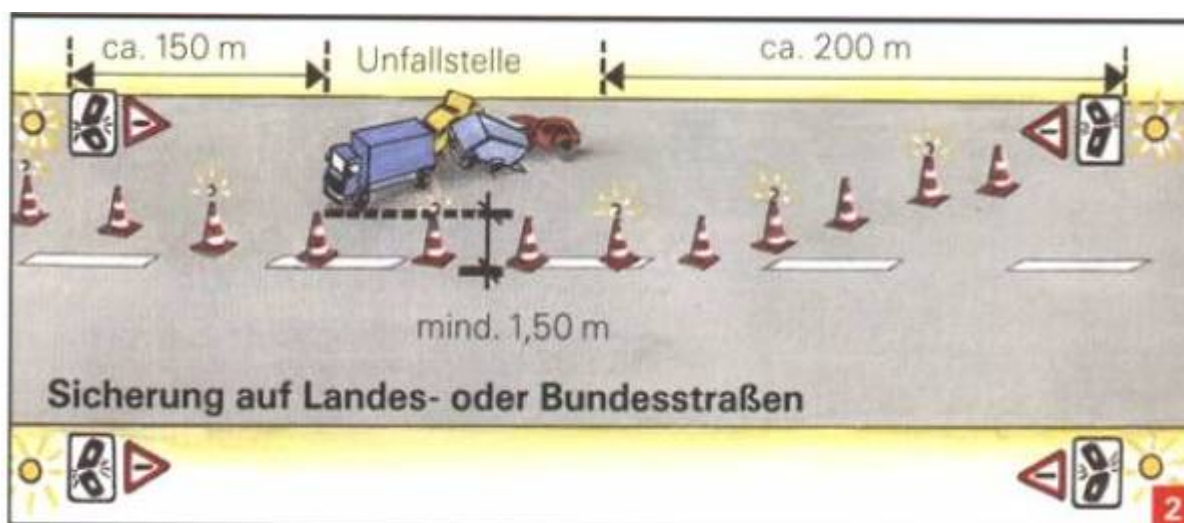 ca. 150 m
Unfallstelle
ca. 200 m
mind. 1,50 m
Sicherung auf Landes- oder Bundesstraßen
2